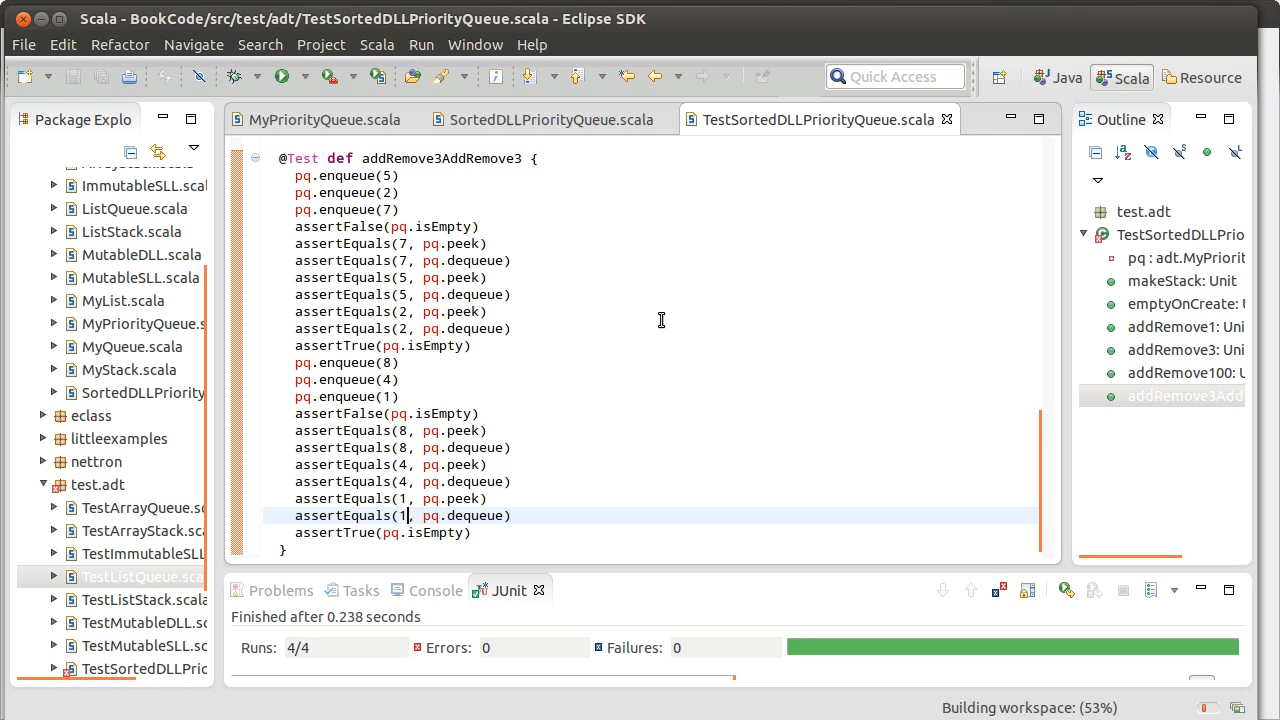 Scala - BookCode/src/test/adt/TestSortedDLLPriorityQueue.scala - Eclipse SDK
File Edit Refactor Navigate Search Project Scala Run Window Help
Quick Access
Java Scala Resource
Package Explo
MyPriorityQueue.scala SortedDLLPriorityQueue.scala TestSortedDLLPriorityQueue.scala
Outline
ImmutableSLL.scal
ListQueue.scala
ListStack.scala
MutableDLL.scala
MutableSLL.scala
MyList.scala
MyPriorityQueue.s
MyQueue.scala
MyStack.scala
SortedDLLPriority
eclass
littleexamples
nettron
test.adt
TestArrayQueue.sc
TestArrayStack.sca
TestImmutableSLL
TestListQueue.sca
TestListStack.scala
TestMutableDLL.sc
TestMutableSLL.sc
TestSortedDLLPrio
@Test def addRemove3AddRemove3 {
pq.enqueue(5)
pq.enqueue(2)
pq.enqueue(7)
assertFalse(pq.isEmpty)
assertEquals(7, pq.peek)
assertEquals(7, pq.dequeue)
assertEquals(5, pq.peek)
assertEquals(5, pq.dequeue)
assertEquals(2, pq.peek)
assertEquals(2, pq.dequeue)
assertTrue(pq.isEmpty)
pq.enqueue(8)
pq.enqueue(4)
pq.enqueue(1)
assertFalse(pq.isEmpty)
assertEquals(8, pq.peek)
assertEquals(8, pq.dequeue)
assertEquals(4, pq.peek)
assertEquals(4, pq.dequeue)
assertEquals(1, pq.peek)
assertEquals(1, pq.dequeue)
assertTrue(pq.isEmpty)
}
test.adt
TestSortedDLLPrio
pq : adt.MyPriorit
makeStack: Unit
emptyOnCreate: U
addRemove1: Uni
addRemove3: Uni
addRemove100: U
addRemove3Add
Problems Tasks Console JUnit
Finished after 0.238 seconds
Runs: 4/4 Errors: 0 Failures: 0
Building workspace: (53%)